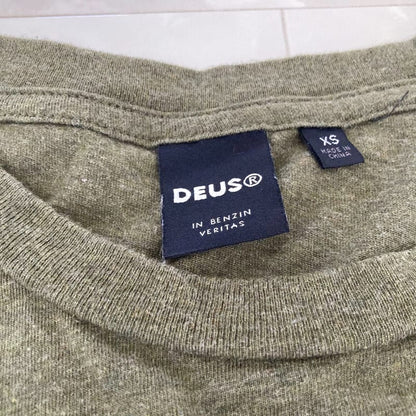 DEUS®
IN BENZIN
VERITAS
XS
MADE IN
CHINA